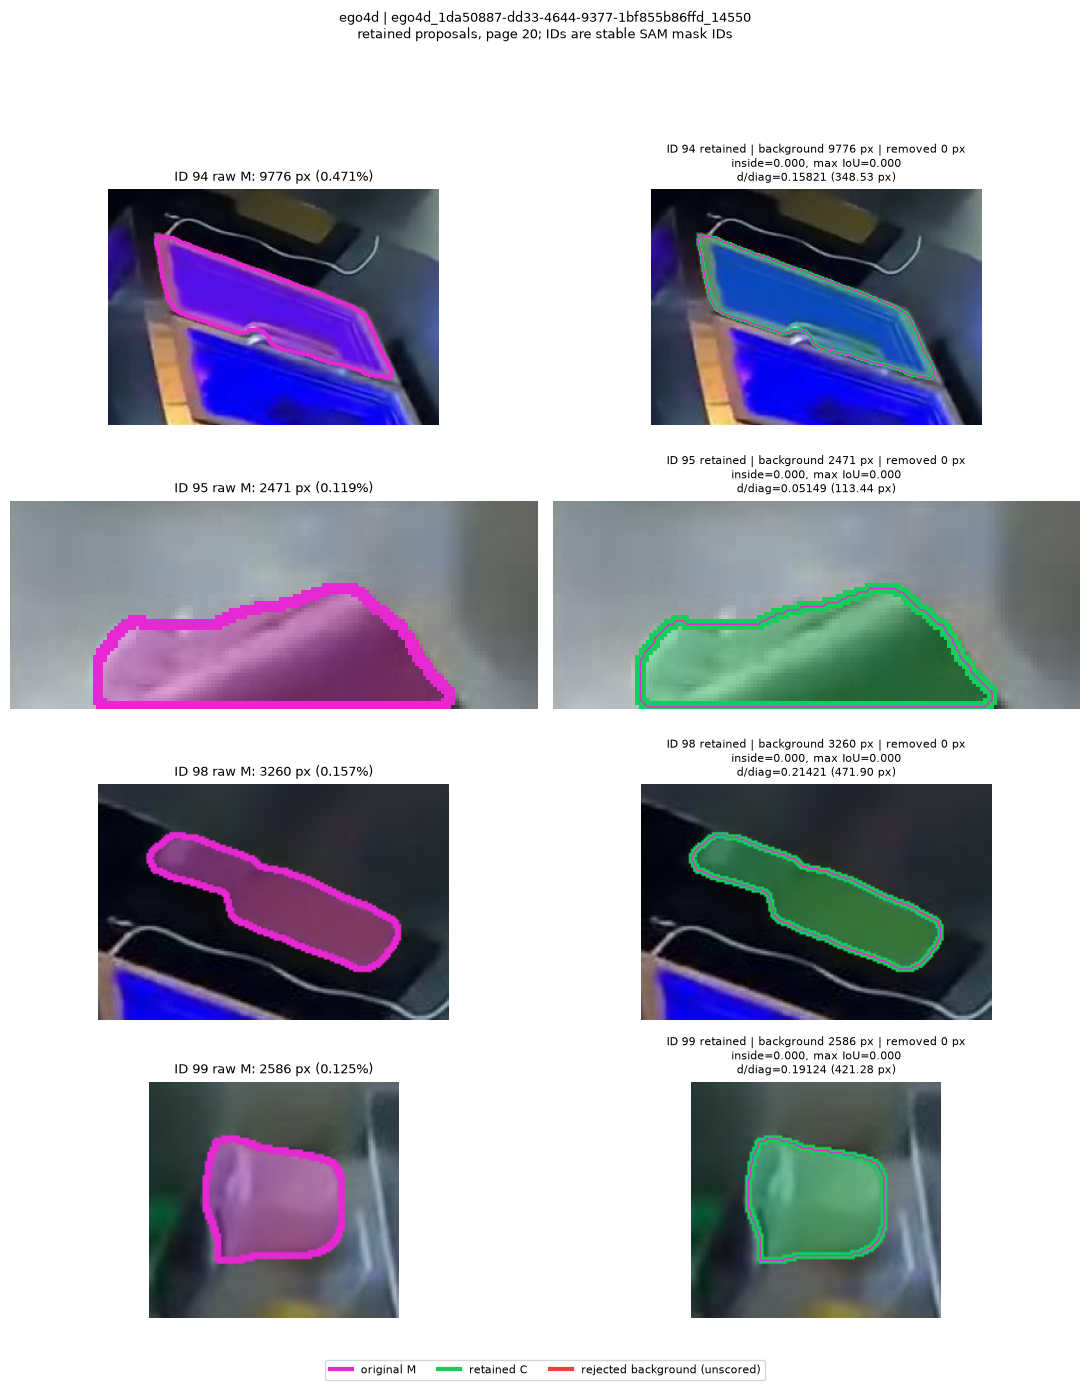 ego4d | ego4d_1da50887-dd33-4644-9377-1bf855b86ffd_14550
retained proposals, page 20; IDs are stable SAM mask IDs
ID 94 raw M: 9776 px (0.471%)
ID 94 retained | background 9776 px | removed 0 px
inside=0.000, max IoU=0.000
d/diag=0.15821 (348.53 px)
ID 95 raw M: 2471 px (0.119%)
ID 95 retained | background 2471 px | removed 0 px
inside=0.000, max IoU=0.000
d/diag=0.05149 (113.44 px)
ID 98 raw M: 3260 px (0.157%)
ID 98 retained | background 3260 px | removed 0 px
inside=0.000, max IoU=0.000
d/diag=0.21421 (471.90 px)
ID 99 raw M: 2586 px (0.125%)
ID 99 retained | background 2586 px | removed 0 px
inside=0.000, max IoU=0.000
d/diag=0.19124 (421.28 px)
original M
retained C
rejected background (unscored)